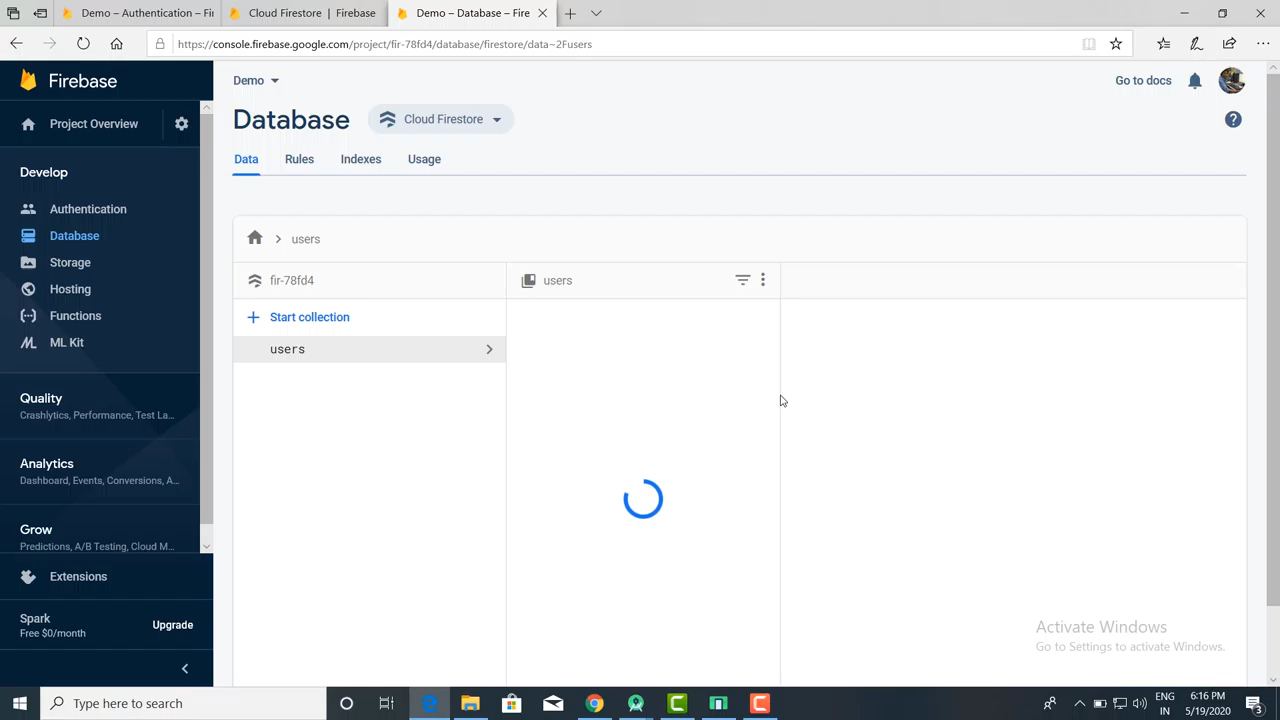 Demo – Authentication – Fi
Cloud Firestore | Firebase
Demo – Database – Fire
https://console.firebase.google.com/project/fir-78fd4/database/firestore/data~2Fusers
Firebase
Project Overview
Develop
Authentication
Database
Storage
Hosting
Functions
ML Kit
Quality
Crashlytics, Performance, Test La...
Analytics
Dashboard, Events, Conversions, A...
Grow
Predictions, A/B Testing, Cloud M...
Extensions
Spark
Free $0/month
Upgrade
Demo
Go to docs
Database
Cloud Firestore
Data
Rules
Indexes
Usage
users
fir-78fd4
users
Start collection
users
Activate Windows
Go to Settings to activate Windows.
Type here to search
ENG
IN
6:16 PM
5/19/2020
3